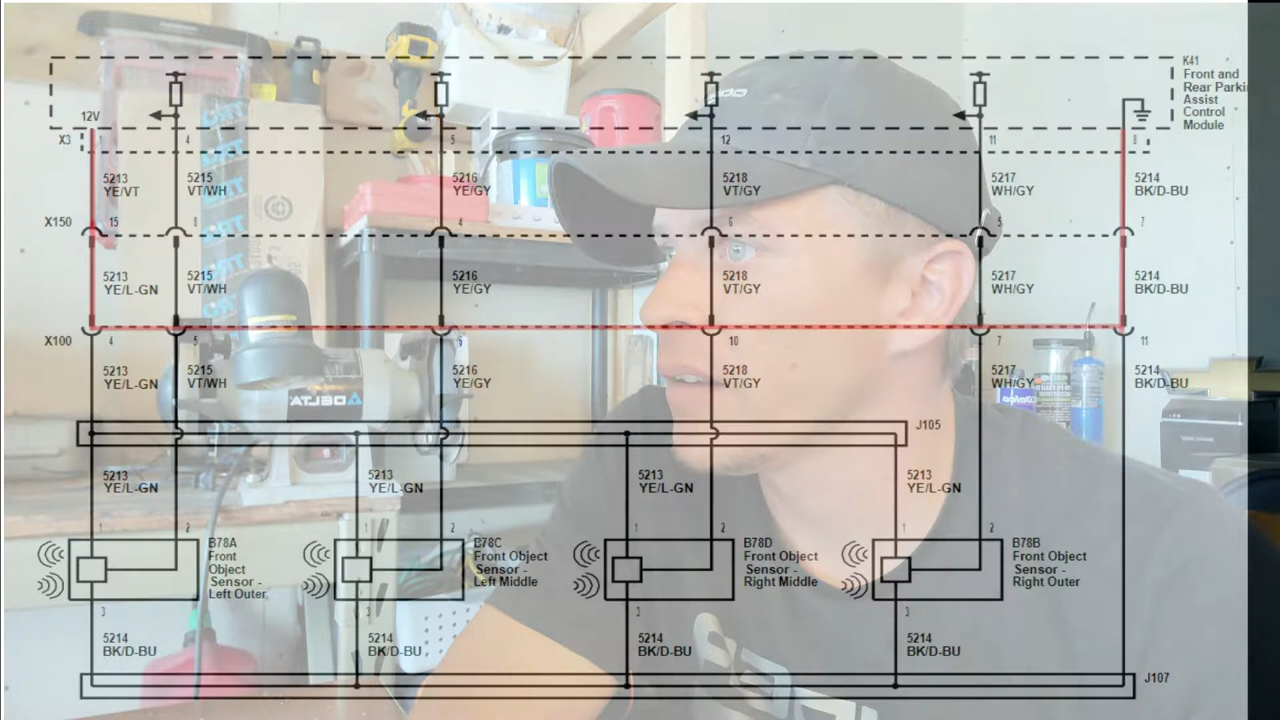 K41
Front and
Rear Parki
Assist
Control
Module
12V
X3 1 4 5 12 11 8
5213 5215 5216 5218 5217 5214
YE/VT VT/WH YE/GY VT/GY WH/GY BK/D-BU
X150 15 8 4 6 5 7
5213 5215 5216 5218 5217 5214
YE/L-GN VT/WH YE/GY VT/GY WH/GY BK/D-BU
X100 4 5 6 10 7 11
5213 5215 5216 5218 5217 5214
YE/L-GN VT/WH YE/GY VT/GY WH/GY BK/D-BU
DELTA
J105
5213 5213 5213 5213
YE/L-GN YE/L-GN YE/L-GN YE/L-GN
1 2 1 2 1 2 1 2
B78A
Front
Object
Sensor -
Left Outer
B78C
Front Object
Sensor -
Left Middle
B78D
Front Object
Sensor -
Right Middle
B78B
Front Object
Sensor -
Right Outer
3 3 3 3
5214 5214 5214 5214
BK/D-BU BK/D-BU BK/D-BU BK/D-BU
J107